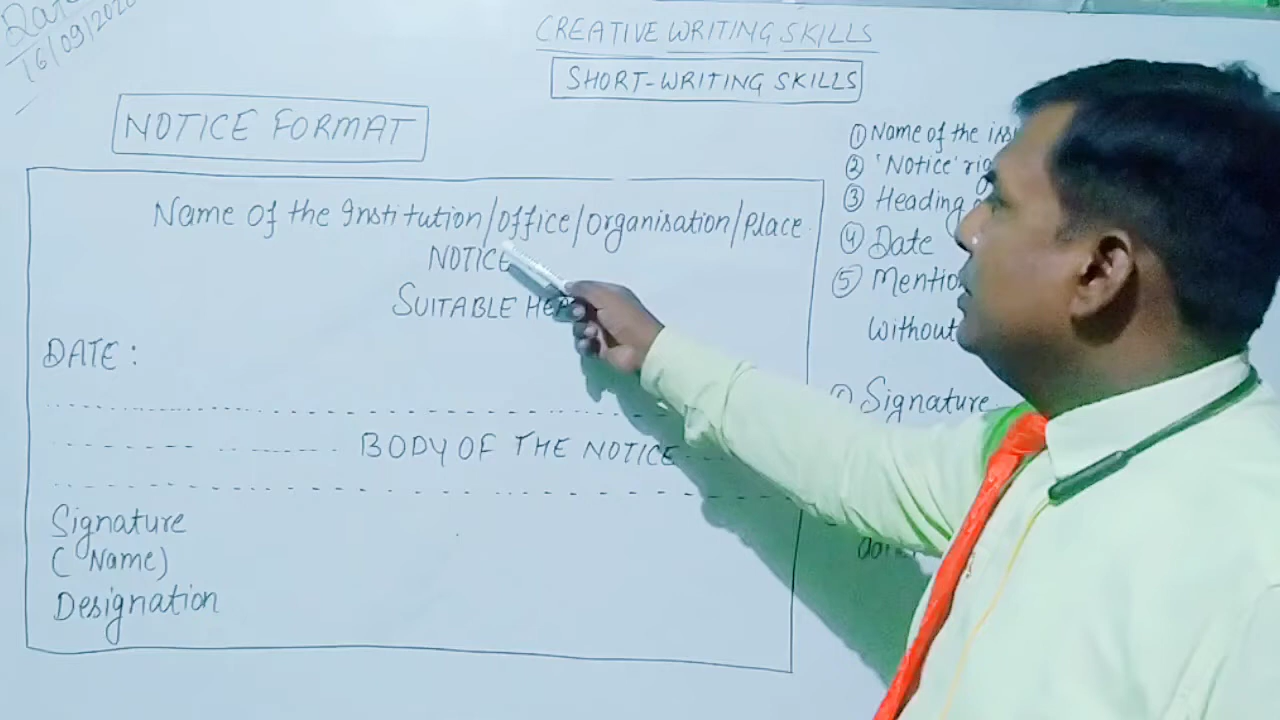 Date
16/09/2020
CREATIVE WRITING SKILLS
SHORT-WRITING SKILLS
NOTICE FORMAT
Name of the Institution/Office/Organisation/Place
NOTICE
SUITABLE
DATE :
BODY OF THE NOTICE
Signature
(Name)
Designation
① Name of the
② 'Notice'
③ Heading
④ Date
⑤
Without
Signature